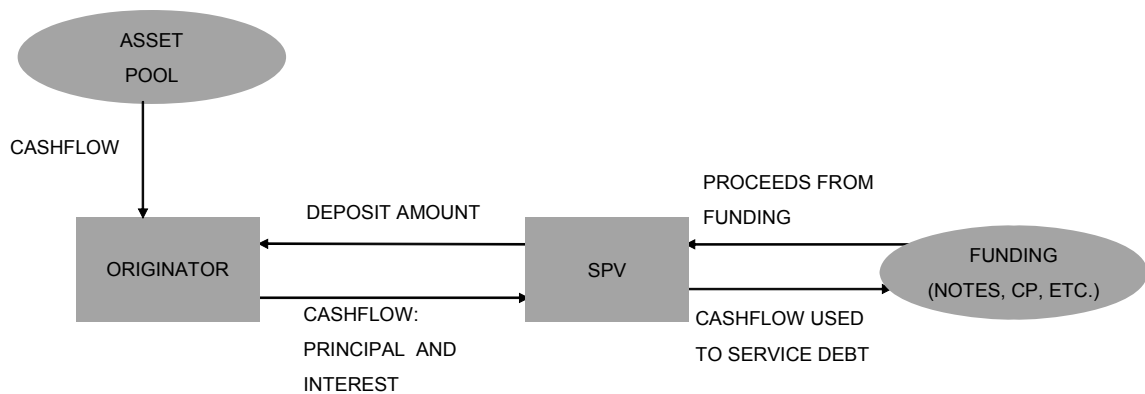 ASSET
POOL
CASHFLOW
PROCEEDS FROM
FUNDING
DEPOSIT AMOUNT
ORIGINATOR
SPV
FUNDING
(NOTES, CP, ETC.)
CASHFLOW:
PRINCIPAL AND
INTEREST
CASHFLOW USED
TO SERVICE DEBT